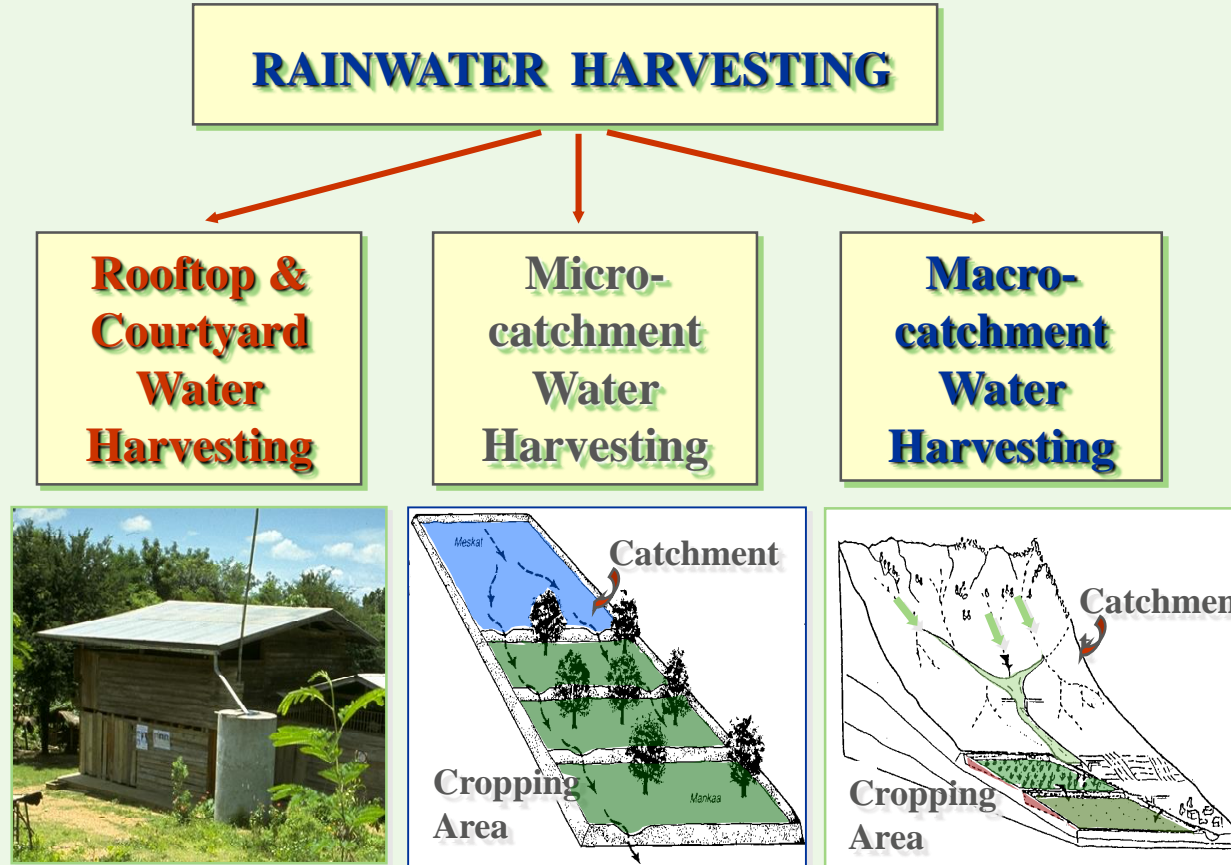 RAINWATER HARVESTING
Rooftop &
Courtyard
Water
Harvesting
Micro-
catchment
Water
Harvesting
Macro-
catchment
Water
Harvesting
Meskat
Catchment
Cropping
Area
Mankaa
Catchmen
Cropping
Area